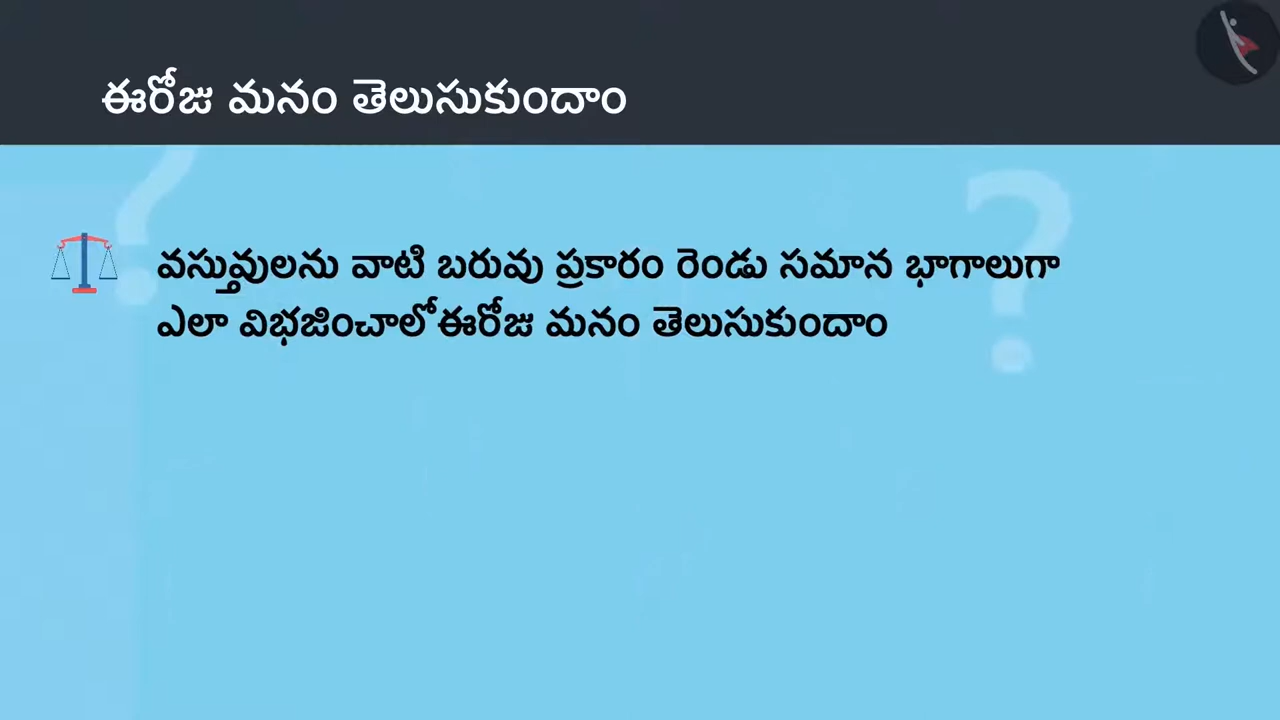 ఈరోజు మనం తెలుసుకుందాం
వస్తువులను వాటి బరువు ప్రకారం రెండు సమాన భాగాలుగా
ఎలా విభజించాలోఈరోజు మనం తెలుసుకుందాం